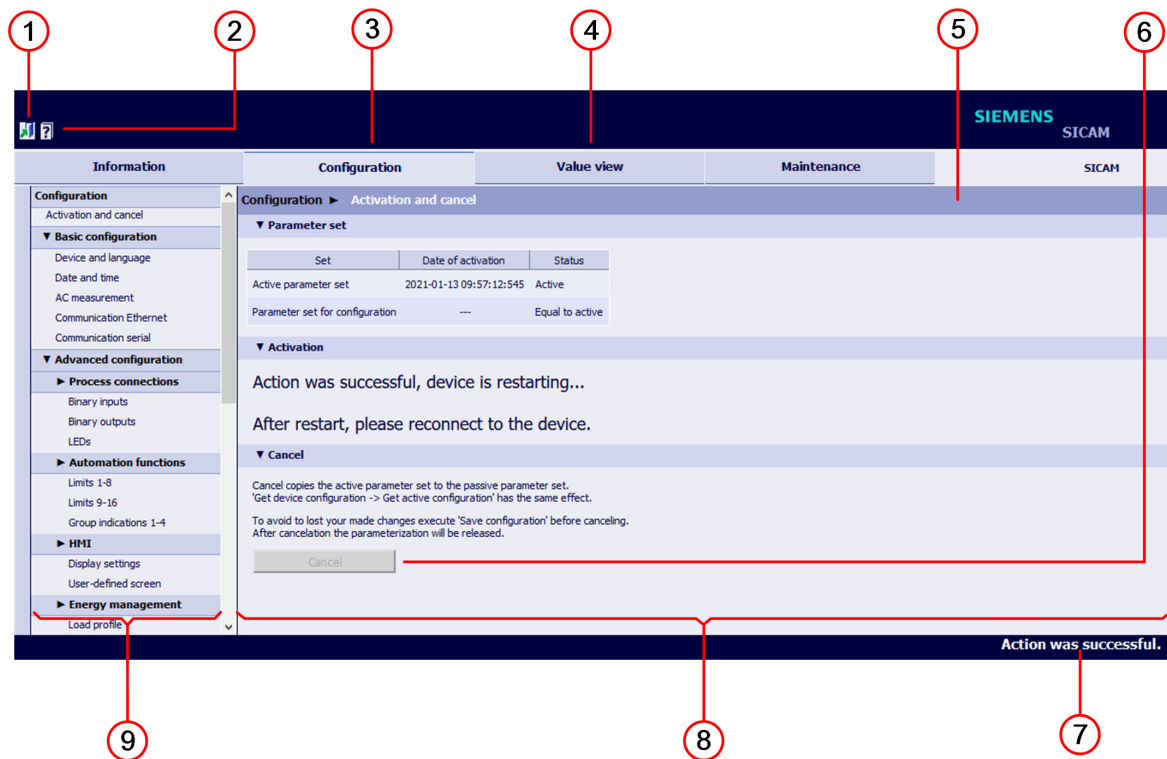 1 2 3 4 5 6
SIEMENS
SICAM
Information Configuration Value view Maintenance SICAM
Configuration
Activation and cancel
▼ Basic configuration
Device and language
Date and time
AC measurement
Communication Ethernet
Communication serial
▼ Advanced configuration
► Process connections
Binary inputs
Binary outputs
LEDs
► Automation functions
Limits 1-8
Limits 9-16
Group indications 1-4
► HMI
Display settings
User-defined screen
► Energy management
Load profile
Configuration ► Activation and cancel
▼ Parameter set
Set Date of activation Status
Active parameter set 2021-01-13 09:57:12:545 Active
Parameter set for configuration --- Equal to active
▼ Activation
Action was successful, device is restarting...
After restart, please reconnect to the device.
▼ Cancel
Cancel copies the active parameter set to the passive parameter set.
'Get device configuration -> Get active configuration' has the same effect.
To avoid to lost your made changes execute 'Save configuration' before canceling.
After cancelation the parameterization will be released.
Cancel
Action was successful.
9 8 7